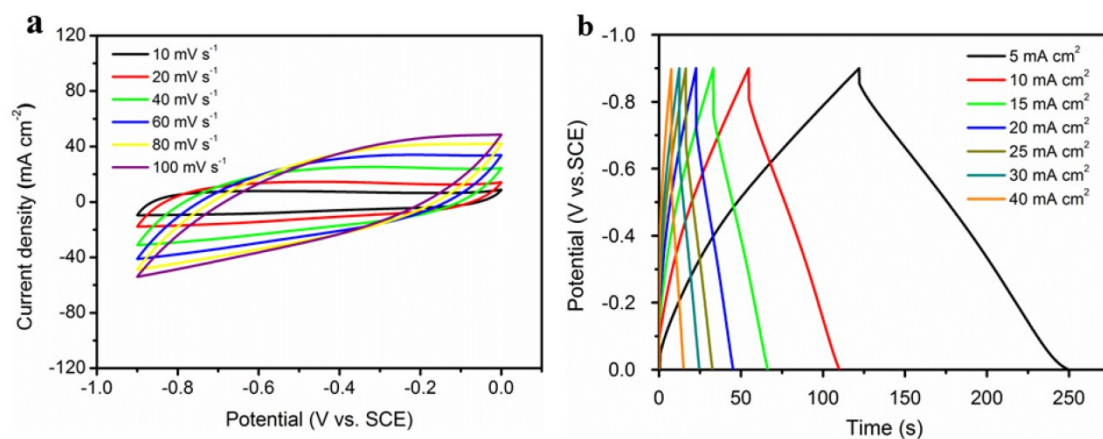 a
120
80
40
0
-40
-80
-120
Current density (mA cm⁻²)
10 mV s⁻¹
20 mV s⁻¹
40 mV s⁻¹
60 mV s⁻¹
80 mV s⁻¹
100 mV s⁻¹
-1.0 -0.8 -0.6 -0.4 -0.2 0.0
Potential (V vs. SCE)
b
-1.0
-0.8
-0.6
-0.4
-0.2
0.0
Potential (V vs.SCE)
5 mA cm²
10 mA cm²
15 mA cm²
20 mA cm²
25 mA cm²
30 mA cm²
40 mA cm²
0 50 100 150 200 250
Time (s)